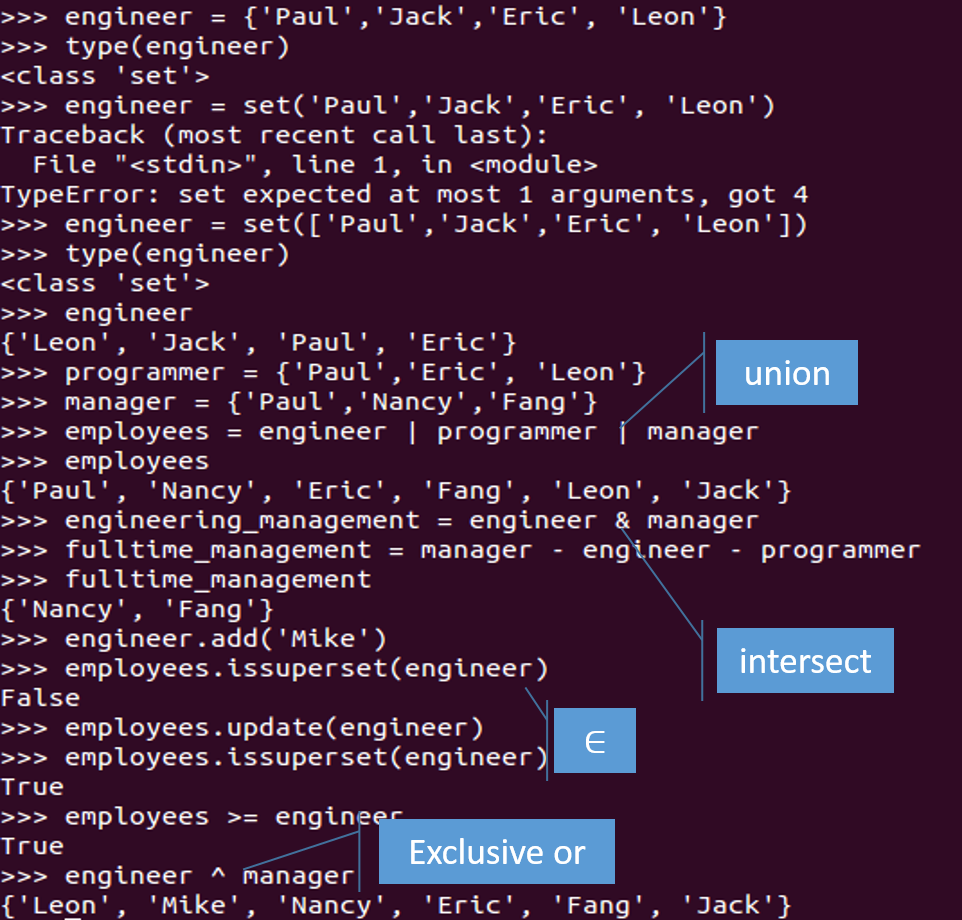 >>> engineer = {'Paul','Jack','Eric', 'Leon'}
>>> type(engineer)
<class 'set'>
>>> engineer = set('Paul','Jack','Eric', 'Leon')
Traceback (most recent call last):
  File "<stdin>", line 1, in <module>
TypeError: set expected at most 1 arguments, got 4
>>> engineer = set(['Paul','Jack','Eric', 'Leon'])
>>> type(engineer)
<class 'set'>
>>> engineer
{'Leon', 'Jack', 'Paul', 'Eric'}
>>> programmer = {'Paul','Eric', 'Leon'}
union
>>> manager = {'Paul','Nancy','Fang'}
>>> employees = engineer | programmer | manager
>>> employees
{'Paul', 'Nancy', 'Eric', 'Fang', 'Leon', 'Jack'}
>>> engineering_management = engineer & manager
>>> fulltime_management = manager - engineer - programmer
>>> fulltime_management
{'Nancy', 'Fang'}
>>> engineer.add('Mike')
>>> employees.issuperset(engineer)
intersect
False
>>> employees.update(engineer)
∈
>>> employees.issuperset(engineer)
True
>>> employees >= engineer
True
Exclusive or
>>> engineer ^ manager
{'Leon', 'Mike', 'Nancy', 'Eric', 'Fang', 'Jack'}